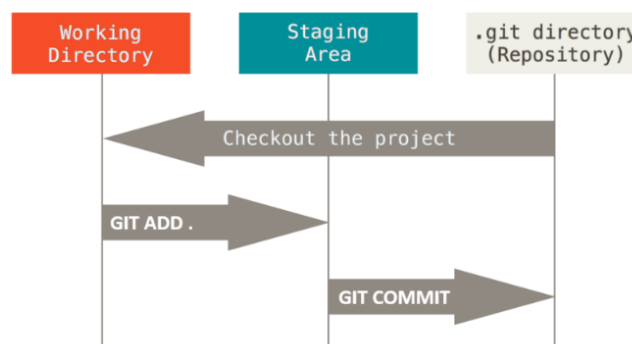 Working
Directory
Staging
Area
.git directory
(Repository)
Checkout the project
GIT ADD .
GIT COMMIT